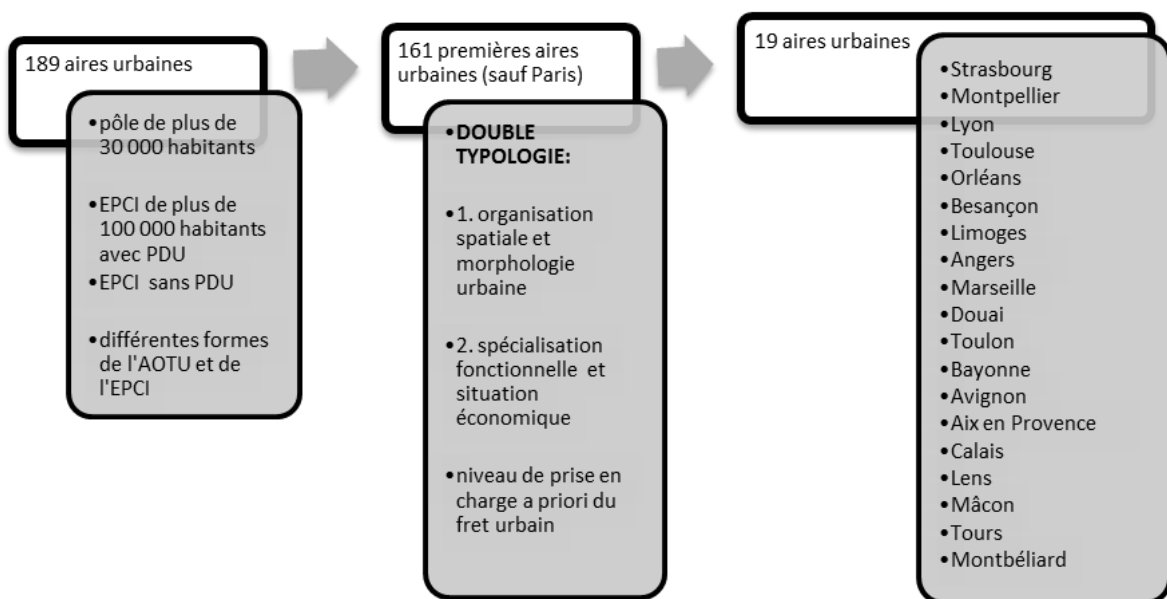 189 aires urbaines
•pôle de plus de
30 000 habitants
•EPCI de plus de
100 000 habitants
avec PDU
•EPCI sans PDU
•différentes formes
de l'AOTU et de
l'EPCI
161 premières aires
urbaines (sauf Paris)
•DOUBLE
TYPOLOGIE:
•1. organisation
spatiale et
morphologie
urbaine
•2. spécialisation
fonctionnelle et
situation
économique
•niveau de prise en
charge a priori du
fret urbain
19 aires urbaines
•Strasbourg
•Montpellier
•Lyon
•Toulouse
•Orléans
•Besançon
•Limoges
•Angers
•Marseille
•Douai
•Toulon
•Bayonne
•Avignon
•Aix en Provence
•Calais
•Lens
•Mâcon
•Tours
•Montbéliard